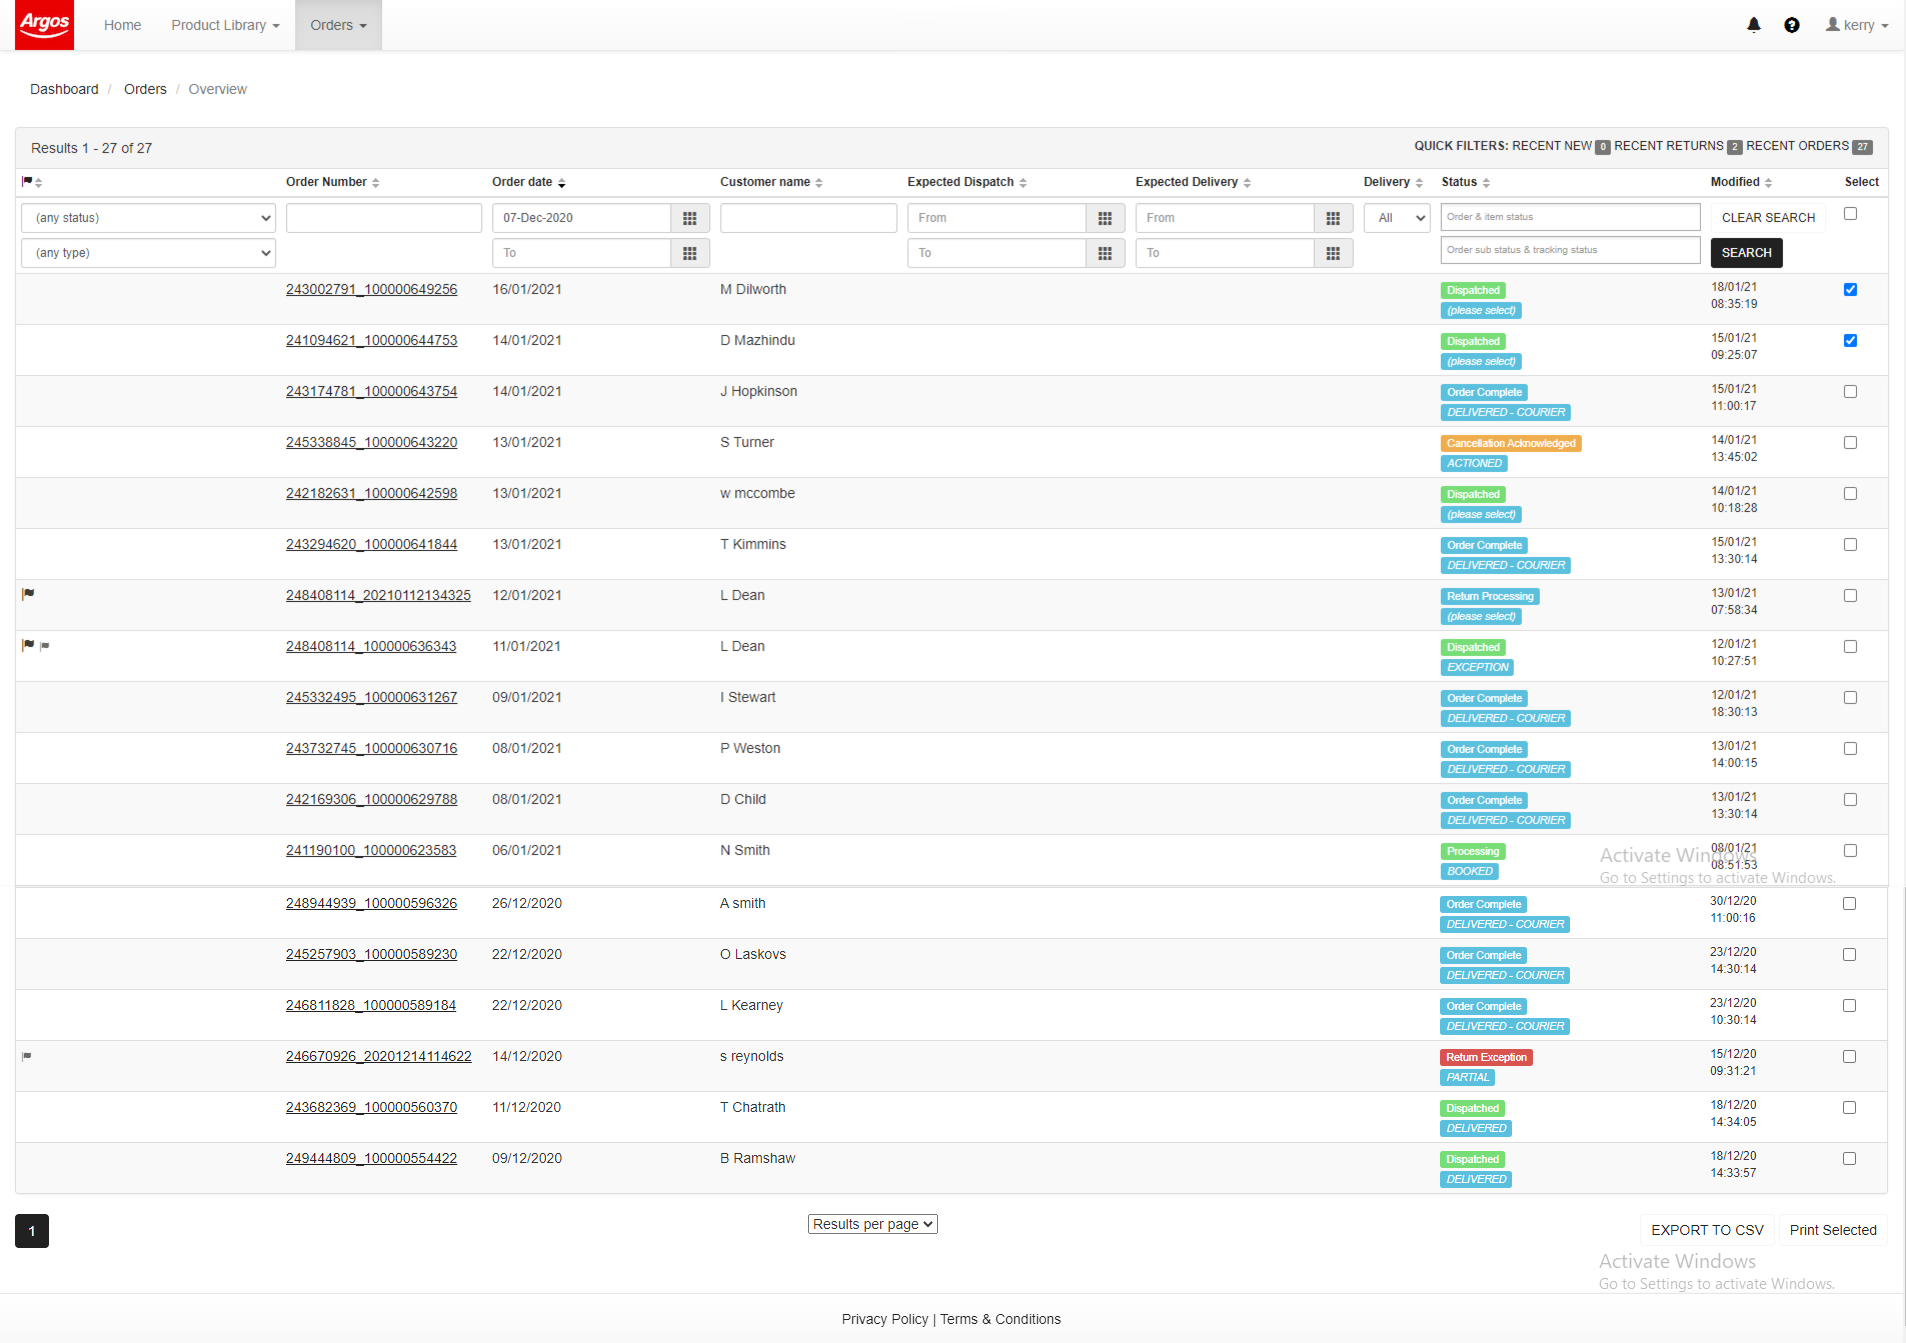 Argos Home Product Library Orders kerry
Dashboard / Orders / Overview
Results 1 - 27 of 27 QUICK FILTERS: RECENT NEW 0 RECENT RETURNS 2 RECENT ORDERS 27
Order Number Order date Customer name Expected Dispatch Expected Delivery Delivery Status Modified Select
(any status) 07-Dec-2020 From From All Order & item status CLEAR SEARCH
(any type) To To To Order sub status & tracking status SEARCH
243002791_100000649256 16/01/2021 M Dilworth Dispatched 18/01/21
(please select) 08:35:19
241094621_100000644753 14/01/2021 D Mazhindu Dispatched 15/01/21
(please select) 09:25:07
243174781_100000643754 14/01/2021 J Hopkinson Order Complete 15/01/21
DELIVERED - COURIER 11:00:17
245338845_100000643220 13/01/2021 S Turner Cancellation Acknowledged 14/01/21
ACTIONED 13:45:02
242182631_100000642598 13/01/2021 w mccombe Dispatched 14/01/21
(please select) 10:18:28
243294620_100000641844 13/01/2021 T Kimmins Order Complete 15/01/21
DELIVERED - COURIER 13:30:14
248408114_20210112134325 12/01/2021 L Dean Return Processing 13/01/21
(please select) 07:58:34
248408114_100000636343 11/01/2021 L Dean Dispatched 12/01/21
EXCEPTION 10:27:51
245332495_100000631267 09/01/2021 I Stewart Order Complete 12/01/21
DELIVERED - COURIER 18:30:13
243732745_100000630716 08/01/2021 P Weston Order Complete 13/01/21
DELIVERED - COURIER 14:00:15
242169306_100000629788 08/01/2021 D Child Order Complete 13/01/21
DELIVERED - COURIER 13:30:14
241190100_100000623583 06/01/2021 N Smith Processing 08/01/21
BOOKED 08:51:53
Activate Windows
Go to Settings to activate Windows.
248944939_100000596326 26/12/2020 A smith Order Complete 30/12/20
DELIVERED - COURIER 11:00:16
245257903_100000589230 22/12/2020 O Laskovs Order Complete 23/12/20
DELIVERED - COURIER 14:30:14
246811828_100000589184 22/12/2020 L Kearney Order Complete 23/12/20
DELIVERED - COURIER 10:30:14
246670926_20201214114622 14/12/2020 s reynolds Return Exception 15/12/20
PARTIAL 09:31:21
243682369_100000560370 11/12/2020 T Chatrath Dispatched 18/12/20
DELIVERED 14:34:05
249444809_100000554422 09/12/2020 B Ramshaw Dispatched 18/12/20
DELIVERED 14:33:57
1 Results per page EXPORT TO CSV Print Selected
Activate Windows
Go to Settings to activate Windows.
Privacy Policy | Terms & Conditions